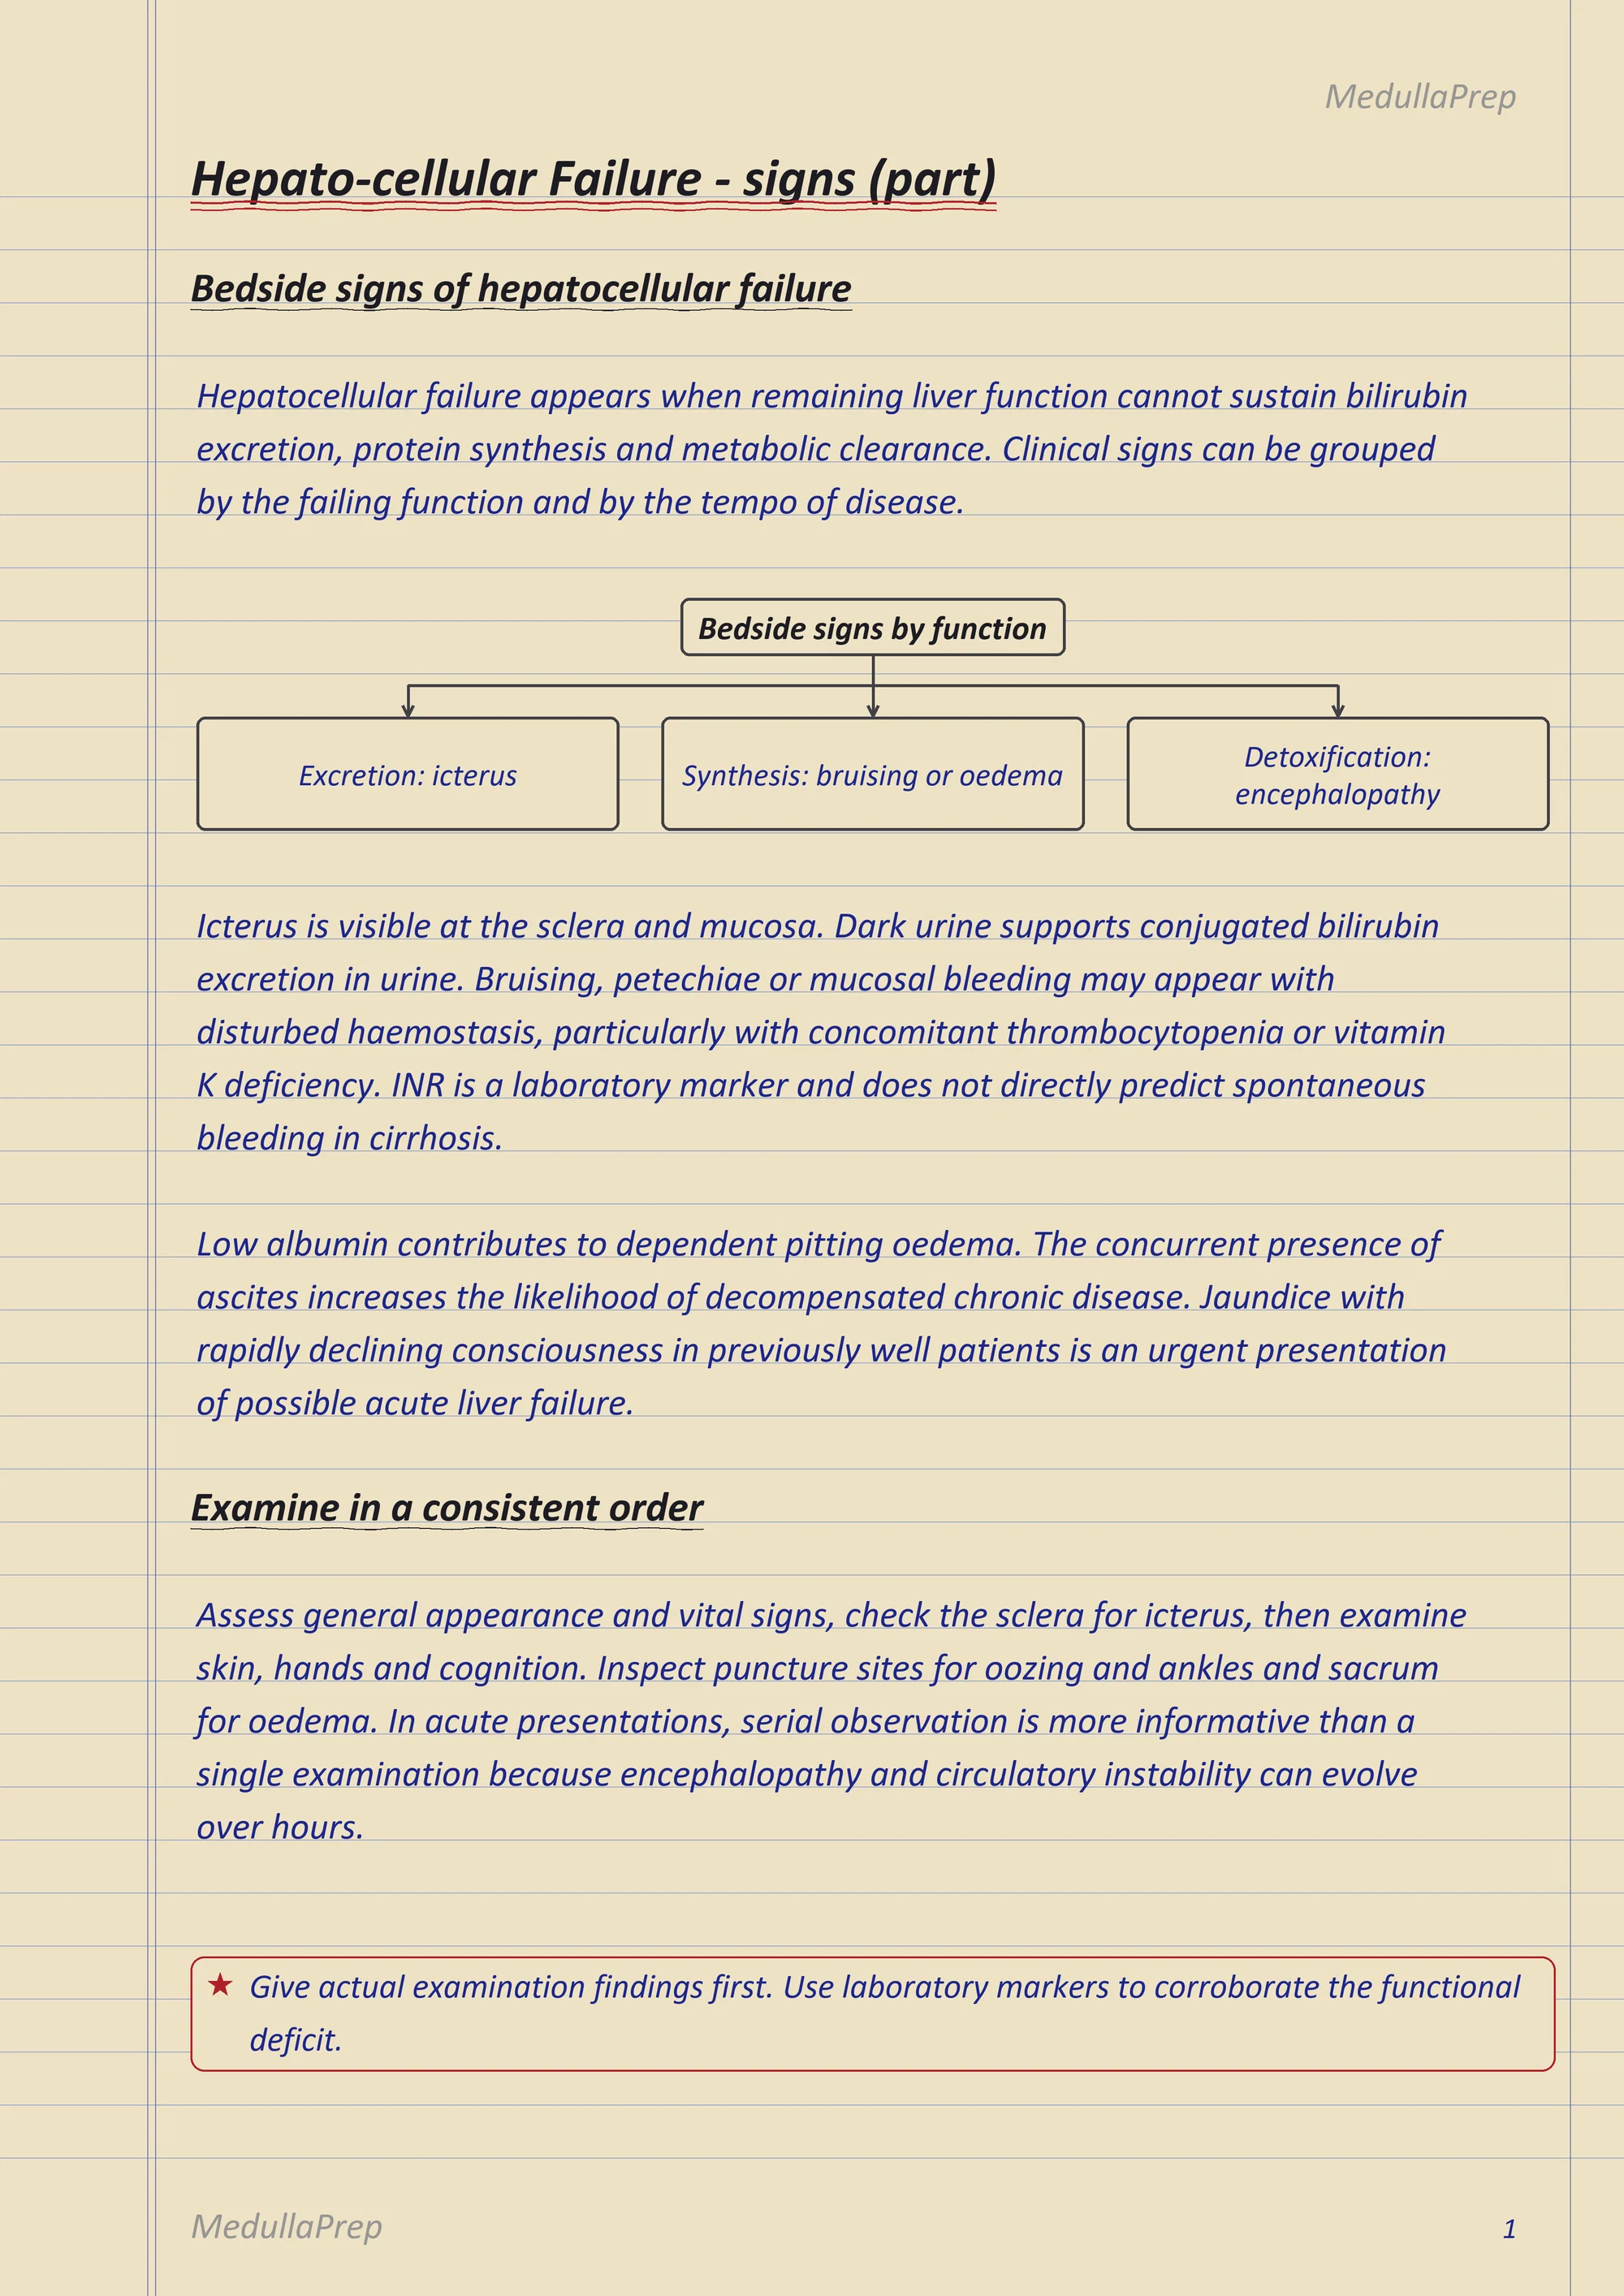 MedullaPrep
Hepato-cellular Failure - signs (part)
Bedside signs of hepatocellular failure
Hepatocellular failure appears when remaining liver function cannot sustain bilirubin
excretion, protein synthesis and metabolic clearance. Clinical signs can be grouped
by the failing function and by the tempo of disease.
Bedside signs by function
Excretion: icterus
Synthesis: bruising or oedema
Detoxification:
encephalopathy
Icterus is visible at the sclera and mucosa. Dark urine supports conjugated bilirubin
excretion in urine. Bruising, petechiae or mucosal bleeding may appear with
disturbed haemostasis, particularly with concomitant thrombocytopenia or vitamin
K deficiency. INR is a laboratory marker and does not directly predict spontaneous
bleeding in cirrhosis.
Low albumin contributes to dependent pitting oedema. The concurrent presence of
ascites increases the likelihood of decompensated chronic disease. Jaundice with
rapidly declining consciousness in previously well patients is an urgent presentation
of possible acute liver failure.
Examine in a consistent order
Assess general appearance and vital signs, check the sclera for icterus, then examine
skin, hands and cognition. Inspect puncture sites for oozing and ankles and sacrum
for oedema. In acute presentations, serial observation is more informative than a
single examination because encephalopathy and circulatory instability can evolve
over hours.
★ Give actual examination findings first. Use laboratory markers to corroborate the functional
deficit.
MedullaPrep
1